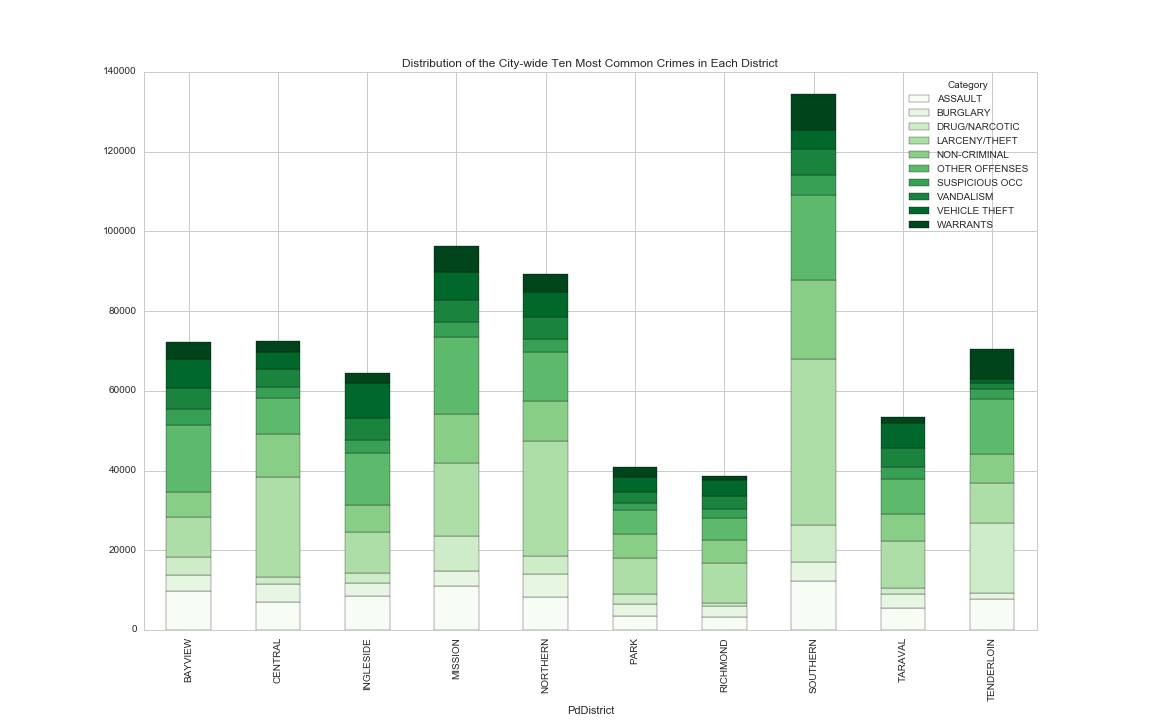 Distribution of the City-wide Ten Most Common Crimes in Each District
140000
120000
100000
80000
60000
40000
20000
0
Category
ASSAULT
BURGLARY
DRUG/NARCOTIC
LARCENY/THEFT
NON-CRIMINAL
OTHER OFFENSES
SUSPICIOUS OCC
VANDALISM
VEHICLE THEFT
WARRANTS
BAYVIEW
CENTRAL
INGLESIDE
MISSION
NORTHERN
PARK
RICHMOND
SOUTHERN
TARAVAL
TENDERLOIN
PdDistrict